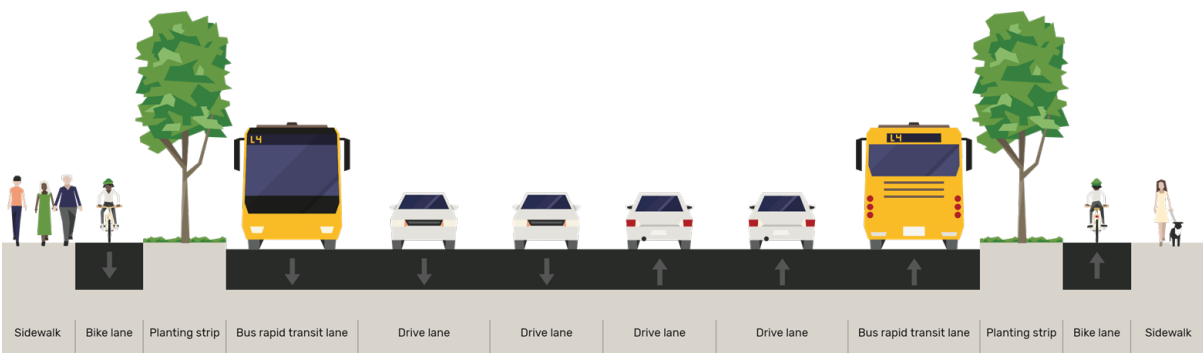 L4
L4
Sidewalk
Bike lane
Planting strip
Bus rapid transit lane
Drive lane
Drive lane
Drive lane
Drive lane
Bus rapid transit lane
Planting strip
Bike lane
Sidewalk